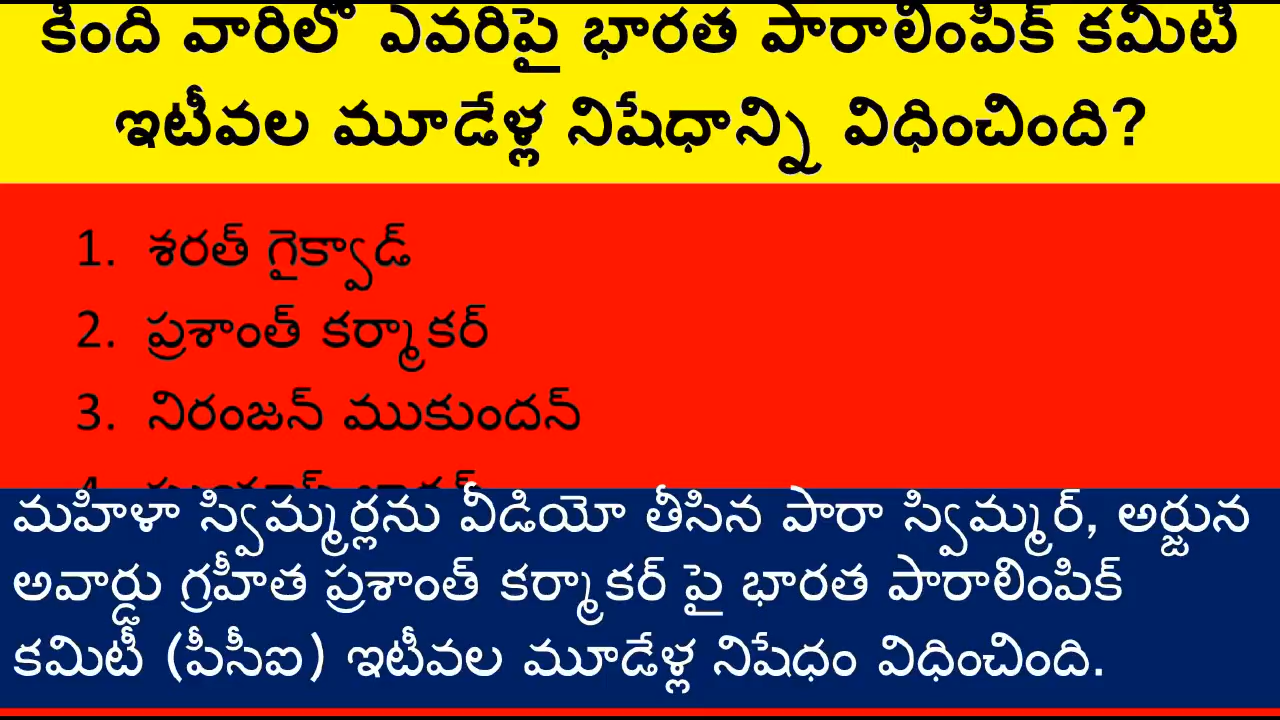 కింది వారిలో ఎవరిపై భారత పారాలింపిక్ కమిటీ
ఇటీవల మూడేళ్ల నిషేధాన్ని విధించింది?
1. శరత్ గైక్వాడ్
2. ప్రశాంత్ కర్మాకర్
3. నిరంజన్ ముకుందన్
4.
మహిళా స్విమ్మర్లను వీడియో తీసిన పారా స్విమ్మర్, అర్జున
అవార్డు గ్రహీత ప్రశాంత్ కర్మాకర్ పై భారత పారాలింపిక్
కమిటీ (పీసీఐ) ఇటీవల మూడేళ్ల నిషేధం విధించింది.